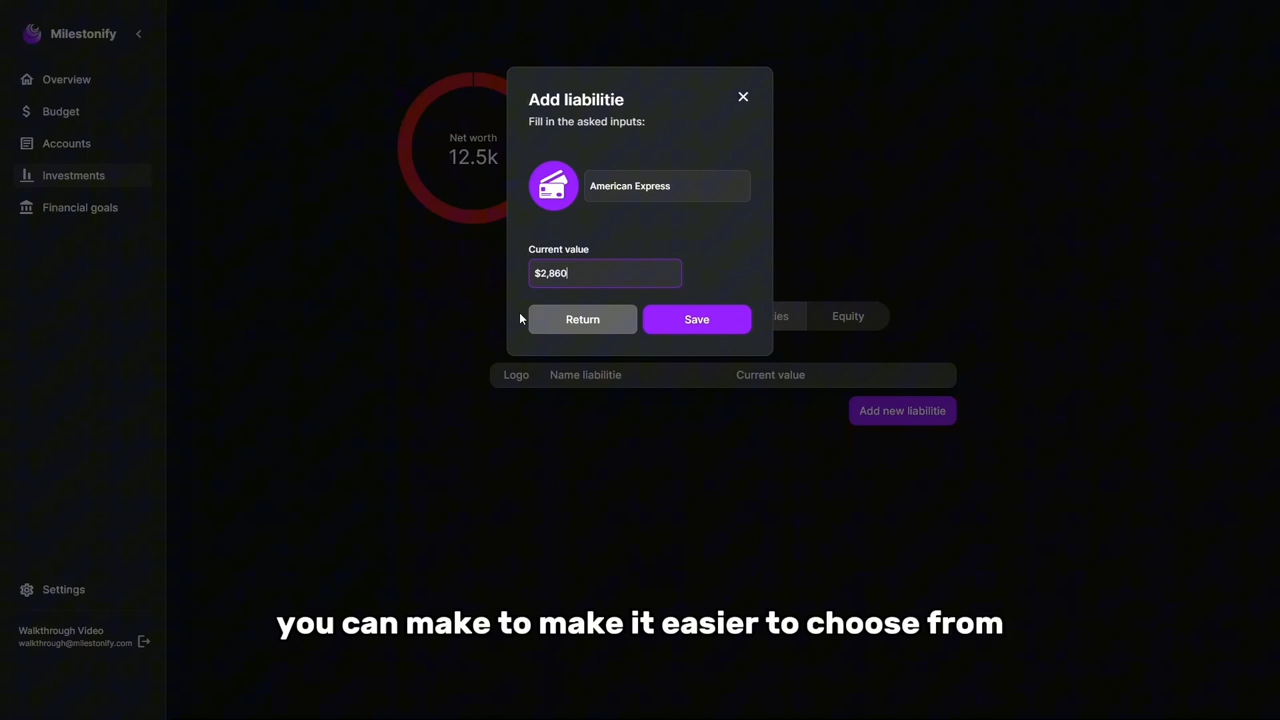 Milestonify
Overview
Budget
Accounts
Investments
Financial goals
Settings
Walkthrough Video
walkthrough@milestonify.com
Net worth
12.5k
Add liabilitie
Fill in the asked inputs:
American Express
Current value
$2,860
Return
Save
ies
Equity
Logo
Name liabilitie
Current value
Add new liabilitie
you can make to make it easier to choose from